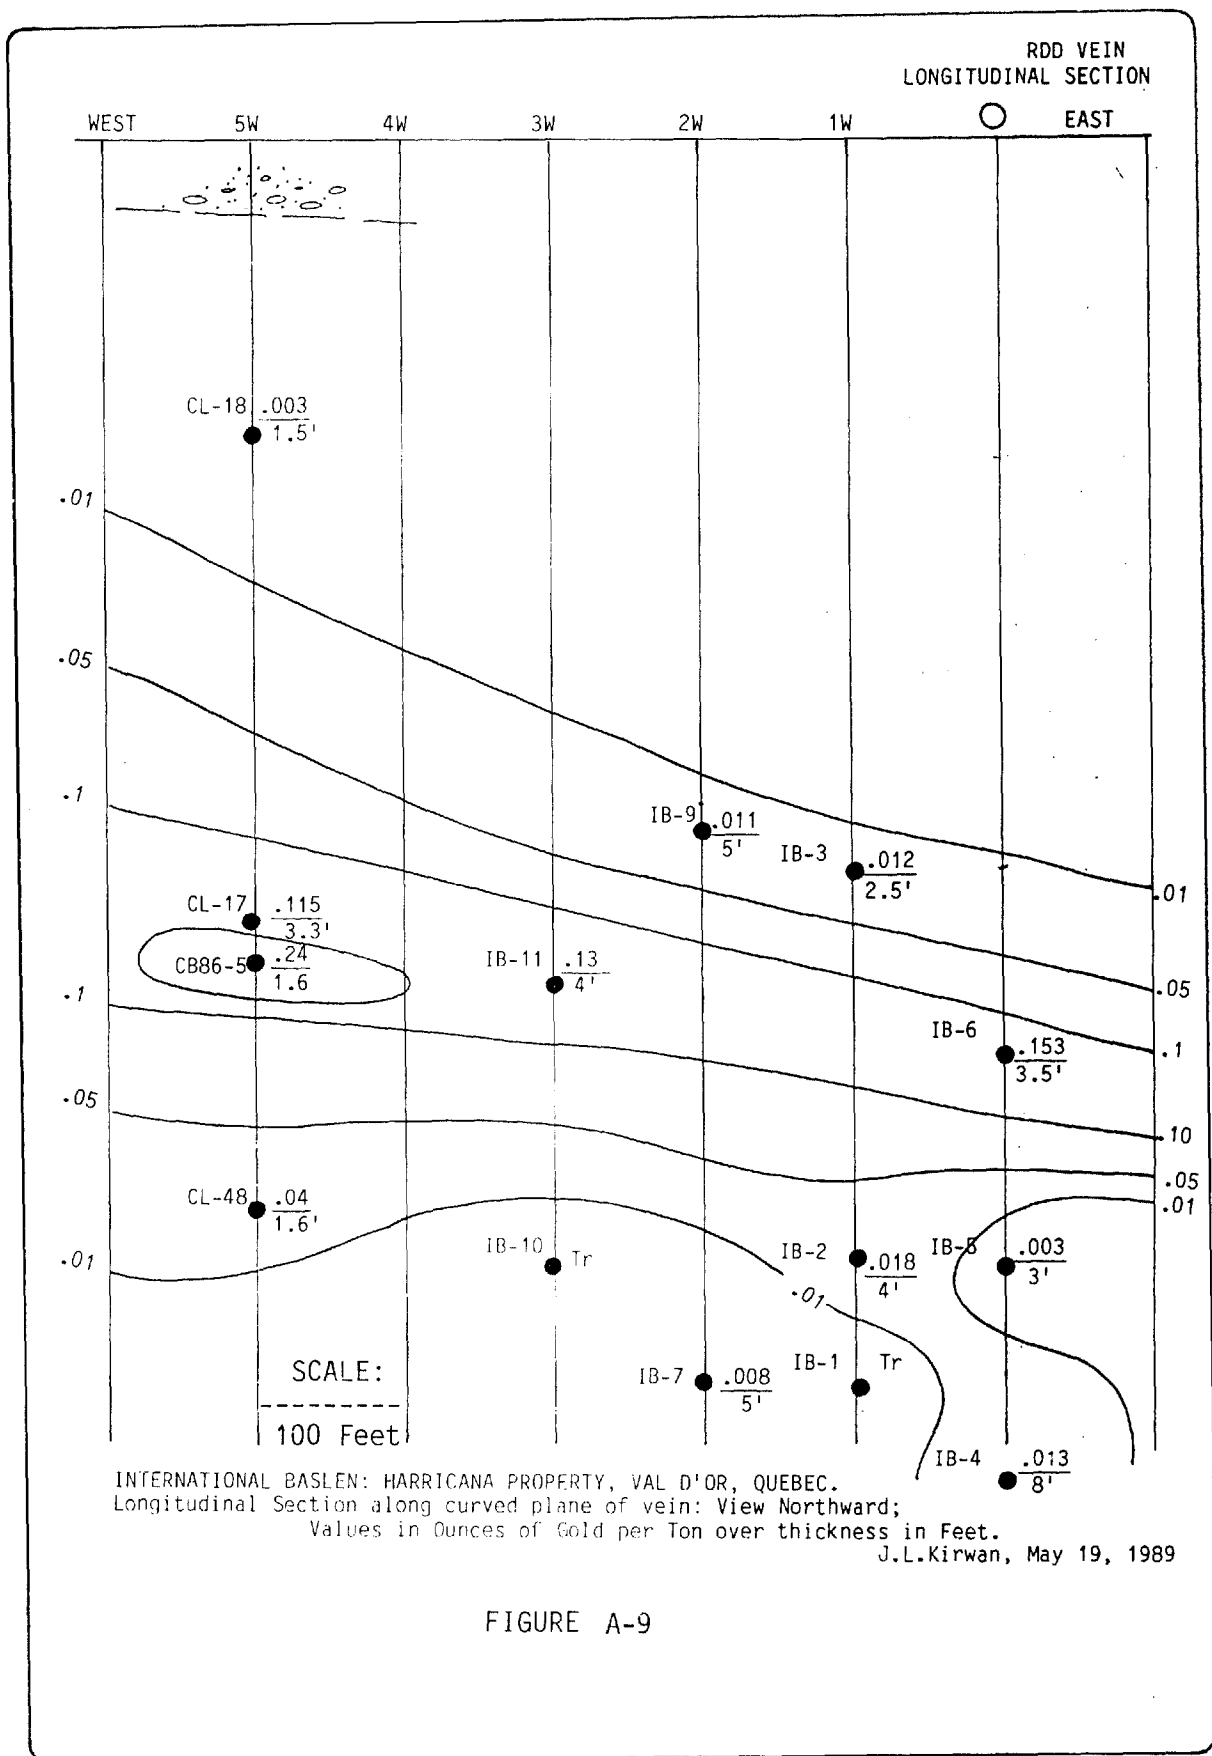 RDD VEIN
LONGITUDINAL SECTION
WEST 5W 4W 3W 2W 1W O EAST
CL-18 .003
1.5'
.01
.05
.1
IB-9 .011
5'
IB-3 .012
2.5'
.01
CL-17 .115
3.3'
CB86-5 .24
1.6
IB-11 .13
4'
.05
.1
IB-6 .153
3.5'
.1
.05
.10
.05
.01
CL-48 .04
1.6'
IB-10 Tr
IB-2 .018
4'
IB-5 .003
3'
.01
.01
SCALE:
100 Feet
IB-7 .008
5'
IB-1 Tr
IB-4 .013
8'
INTERNATIONAL BASLEN: HARRICANA PROPERTY, VAL D'OR, QUEBEC.
Longitudinal Section along curved plane of vein: View Northward;
Values in Ounces of Gold per Ton over thickness in Feet.
J.L.Kirwan, May 19, 1989
FIGURE A-9